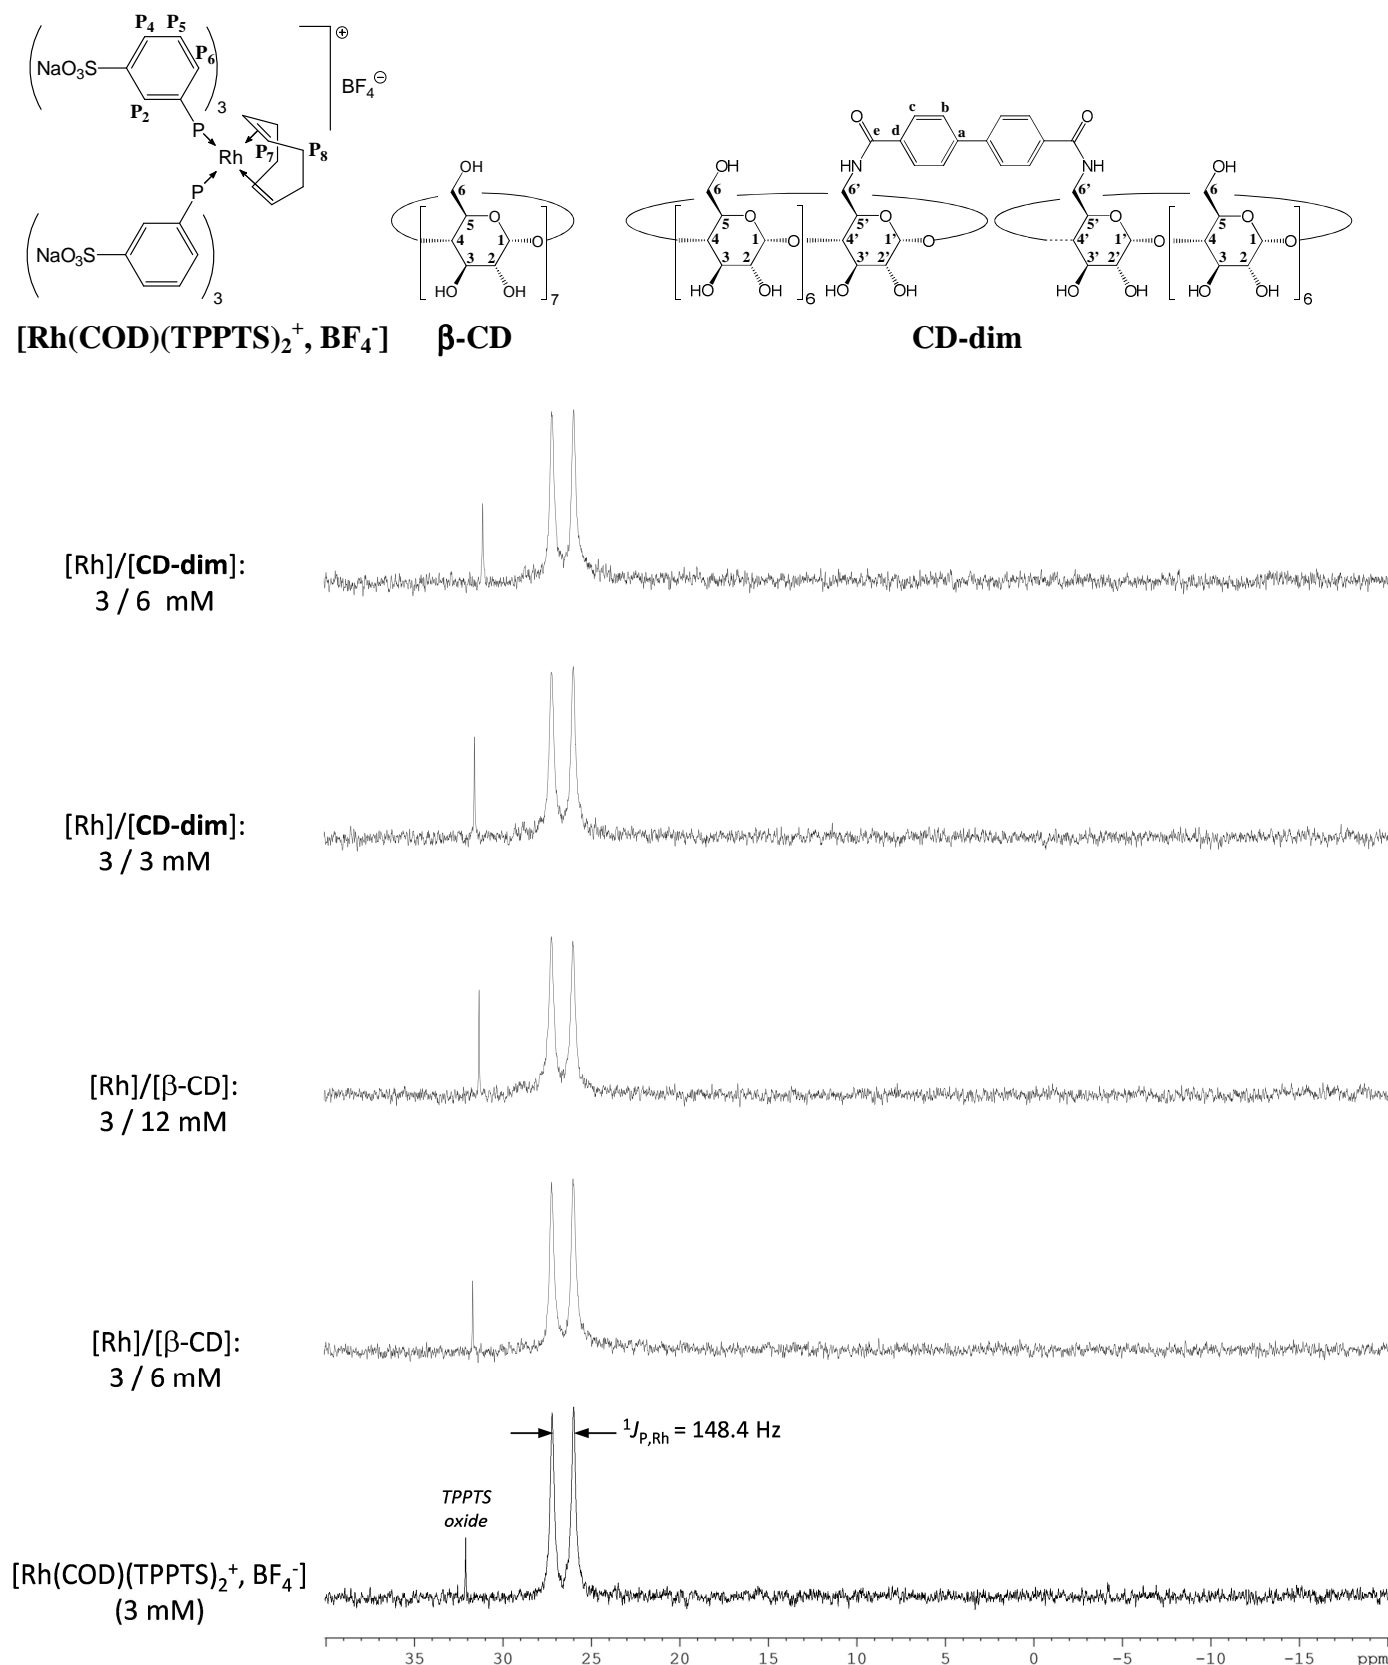 P4 P5
P6
NaO3S
3
P2
P
⊕
BF4⊖
Rh
P7
P8
P
NaO3S
3
OH
6
5
O
4
1
O
3
2
HO
OH
7
O
c
b
e
d
a
O
NH
HN
OH
6
6'
6'
OH
6
5
O
4
1
O
3
2
HO
OH
6
5'
O
4'
1'
O
3'
2'
HO
OH
5'
O
4'
1'
O
3'
2'
HO
OH
5
O
4
1
O
3
2
HO
OH
6
[Rh(COD)(TPPTS)2+, BF4-]
β-CD
CD-dim
[Rh]/[CD-dim]:
3 / 6 mM
[Rh]/[CD-dim]:
3 / 3 mM
[Rh]/[β-CD]:
3 / 12 mM
[Rh]/[β-CD]:
3 / 6 mM
1JP,Rh = 148.4 Hz
TPPTS
oxide
[Rh(COD)(TPPTS)2+, BF4-]
(3 mM)
35 30 25 20 15 10 5 0 -5 -10 -15 ppm